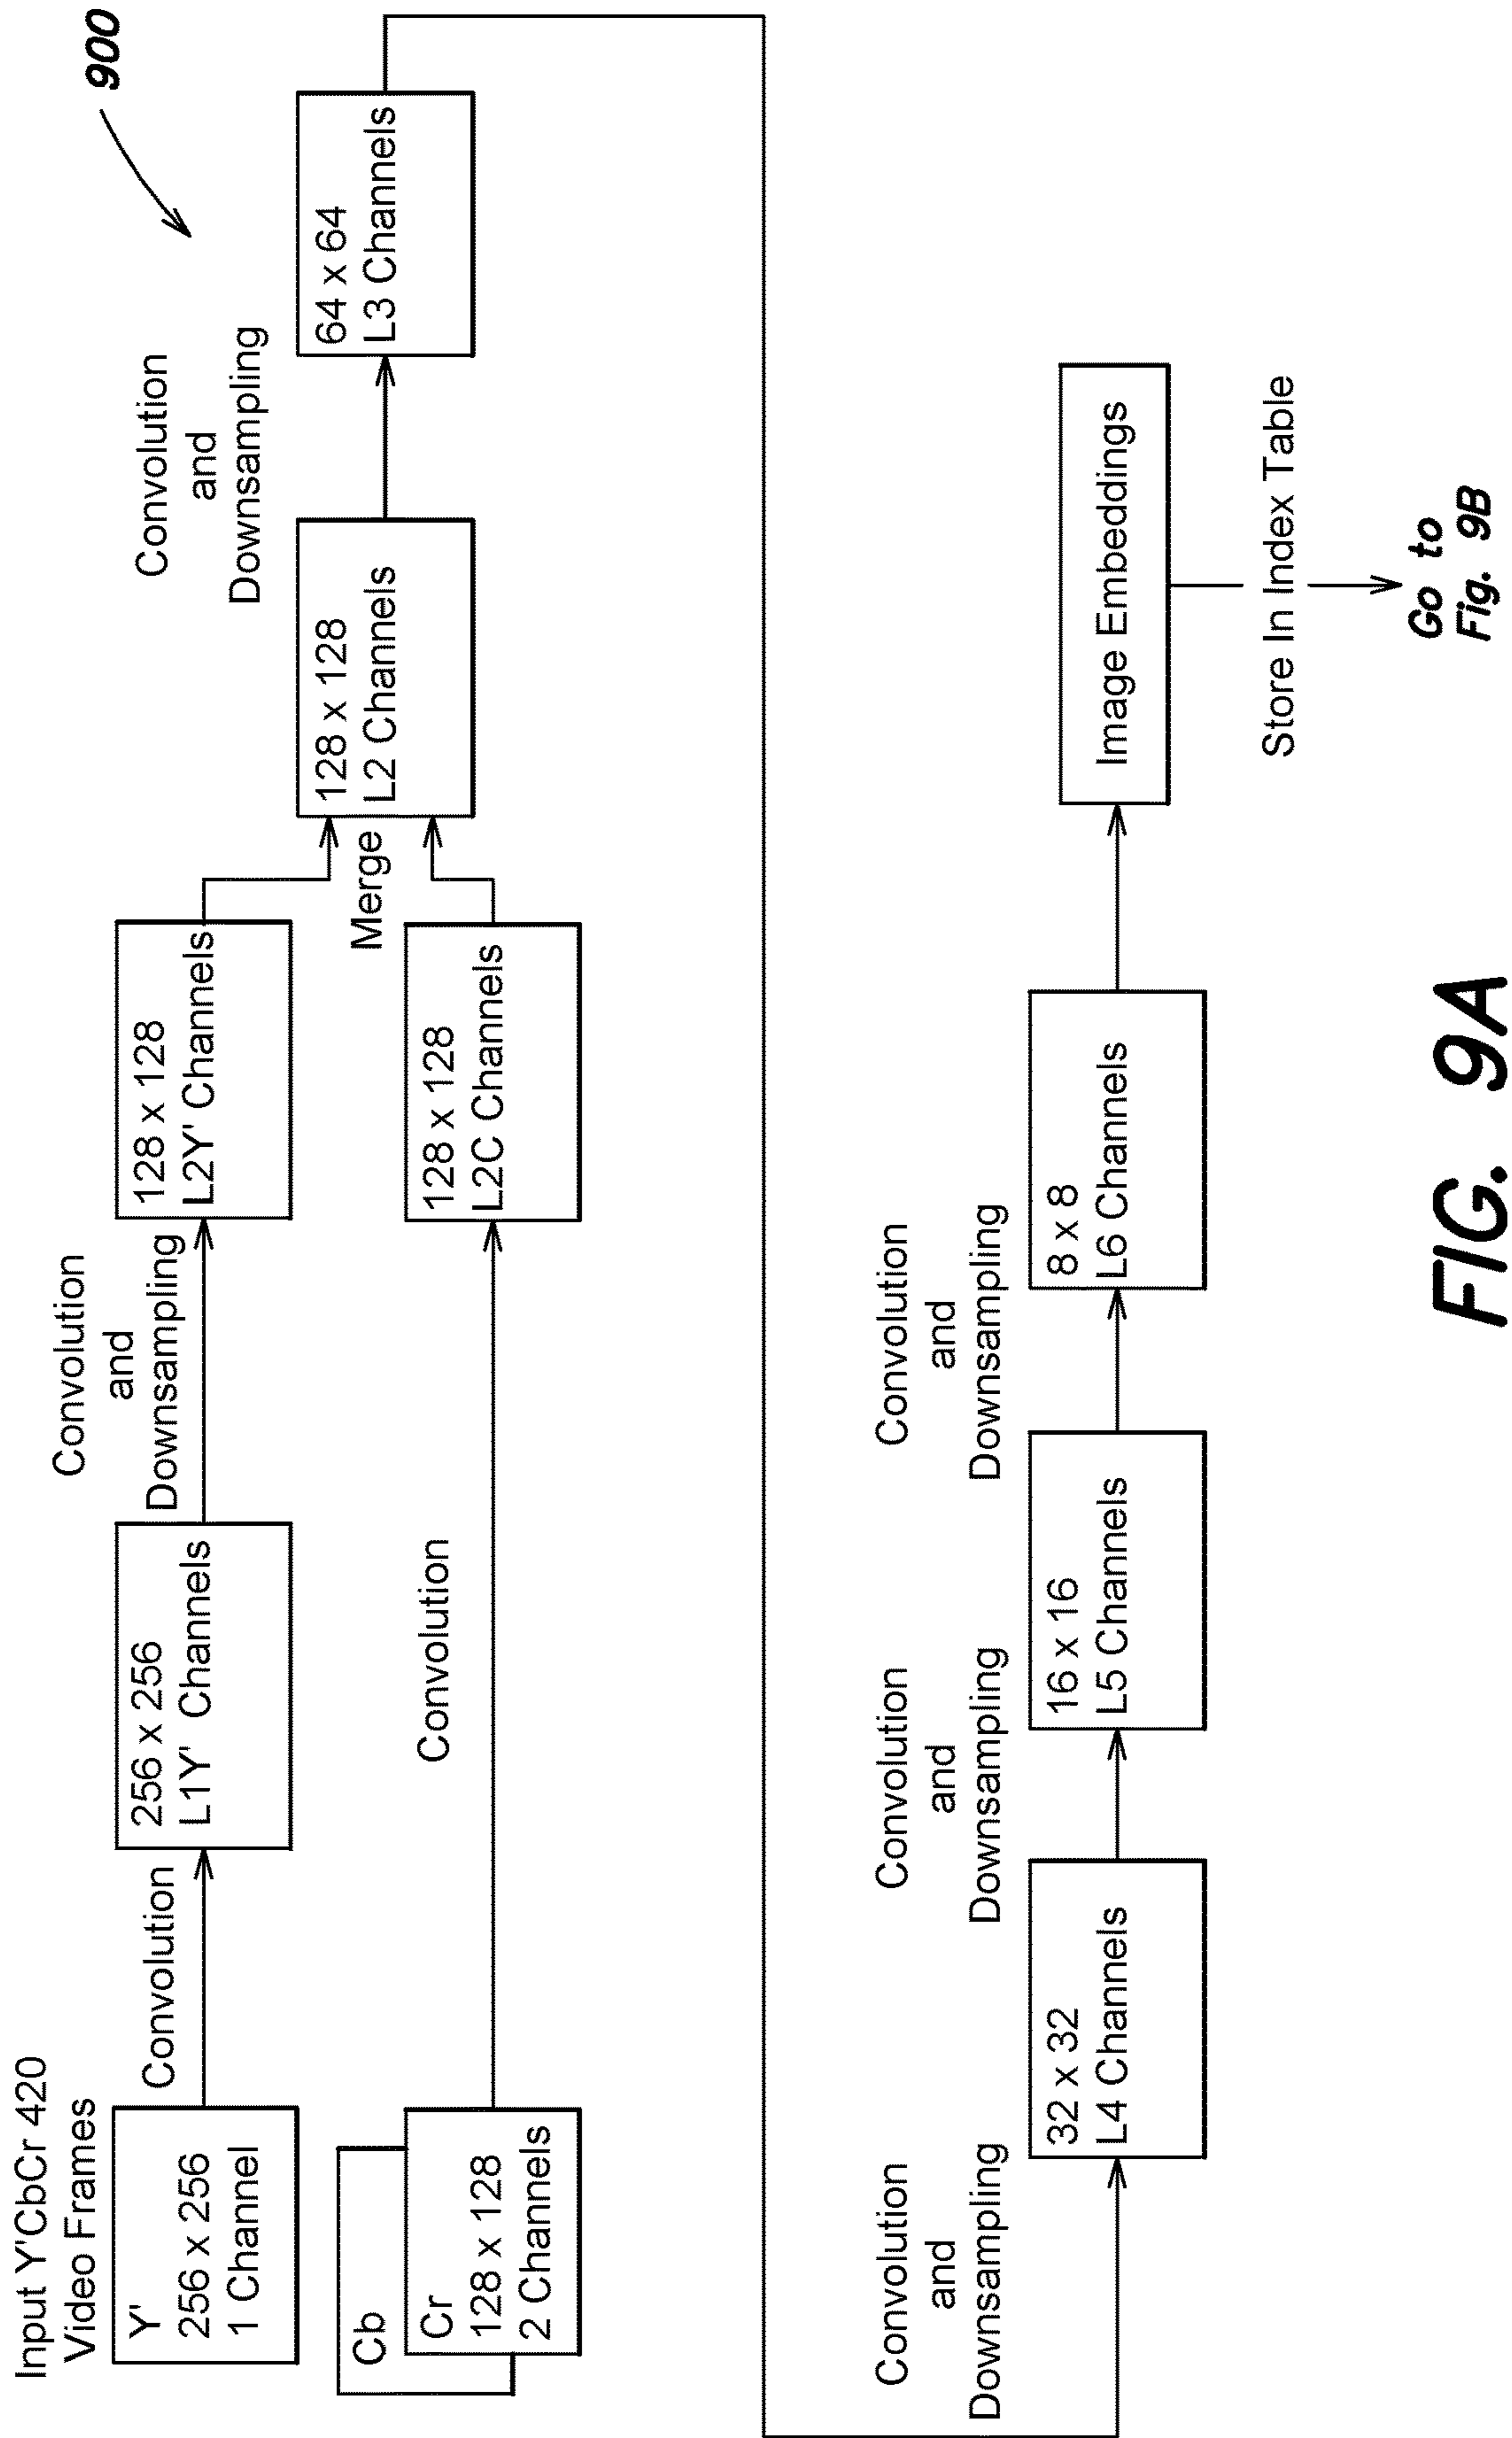 900
Input Y'CbCr 420
Video Frames
Y'
256 x 256
1 Channel
Convolution
256 x 256
L1Y' Channels
Convolution
and
Downsampling
128 x 128
L2Y' Channels
Cb
Cr
128 x 128
2 Channels
Convolution
128 x 128
L2C Channels
Merge
128 x 128
L2 Channels
Convolution
and
Downsampling
64 x 64
L3 Channels
Convolution
and
Downsampling
32 x 32
L4 Channels
Convolution
and
Downsampling
16 x 16
L5 Channels
Convolution
and
Downsampling
8 x 8
L6 Channels
Image Embeddings
Store In Index Table
Go to
Fig. 9B
FIG. 9A